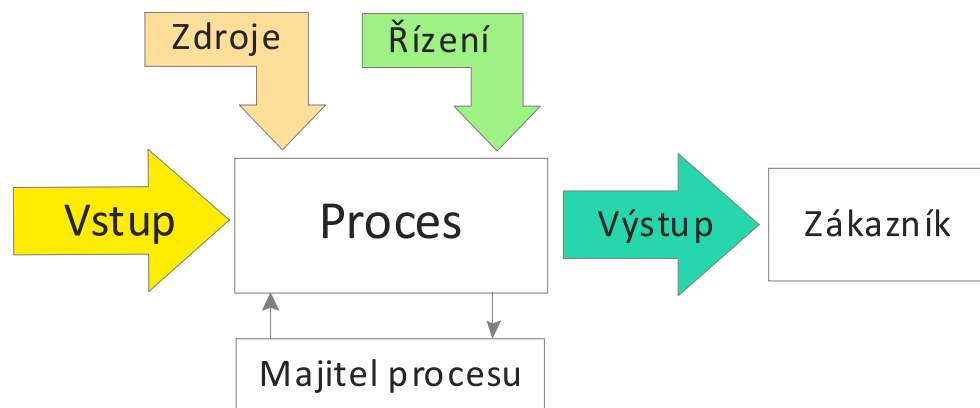 Zdroje
Řízení
Vstup
Proces
Výstup
Zákazník
Majitel procesu